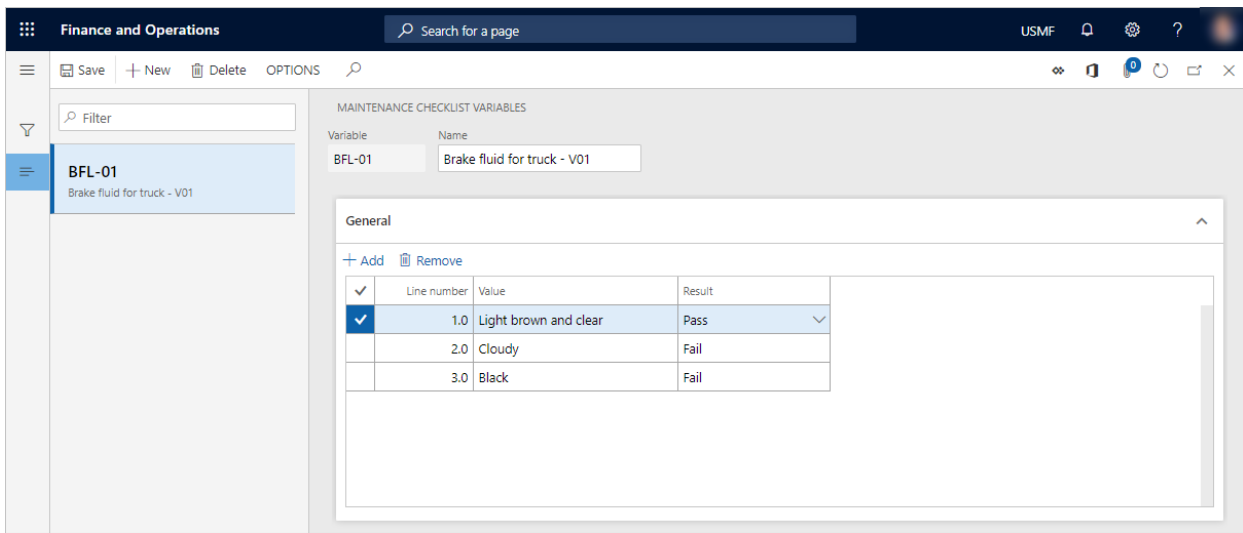 Finance and Operations
Search for a page
USMF
?
Save
New
Delete
OPTIONS
0
Filter
BFL-01
Brake fluid for truck - V01
MAINTENANCE CHECKLIST VARIABLES
Variable Name
BFL-01 Brake fluid for truck - V01
General
Add Remove
Line number Value Result
1.0 Light brown and clear Pass
2.0 Cloudy Fail
3.0 Black Fail